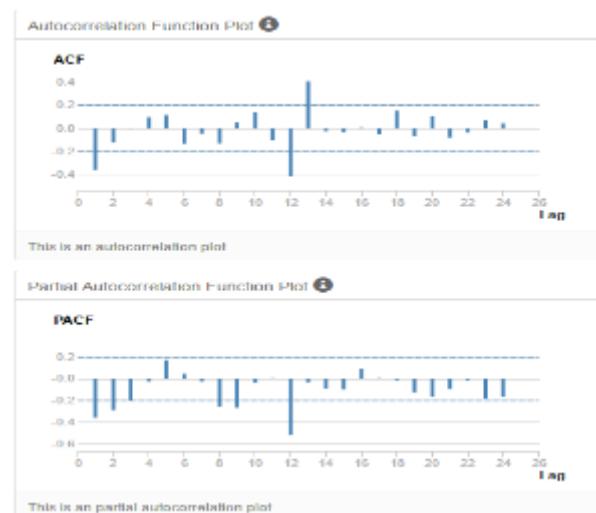 Autocorrelation Function Plot
ACF
0.4
0.2
0.0
-0.2
-0.4
0 2 4 6 8 10 12 14 16 18 20 22 24 26
Lag
This is an autocorrelation plot
Partial Autocorrelation Function Plot
PACF
0.2
-0.0
-0.2
-0.4
-0.6
0 2 4 6 8 10 12 14 16 18 20 22 24 26
Lag
This is an partial autocorrelation plot